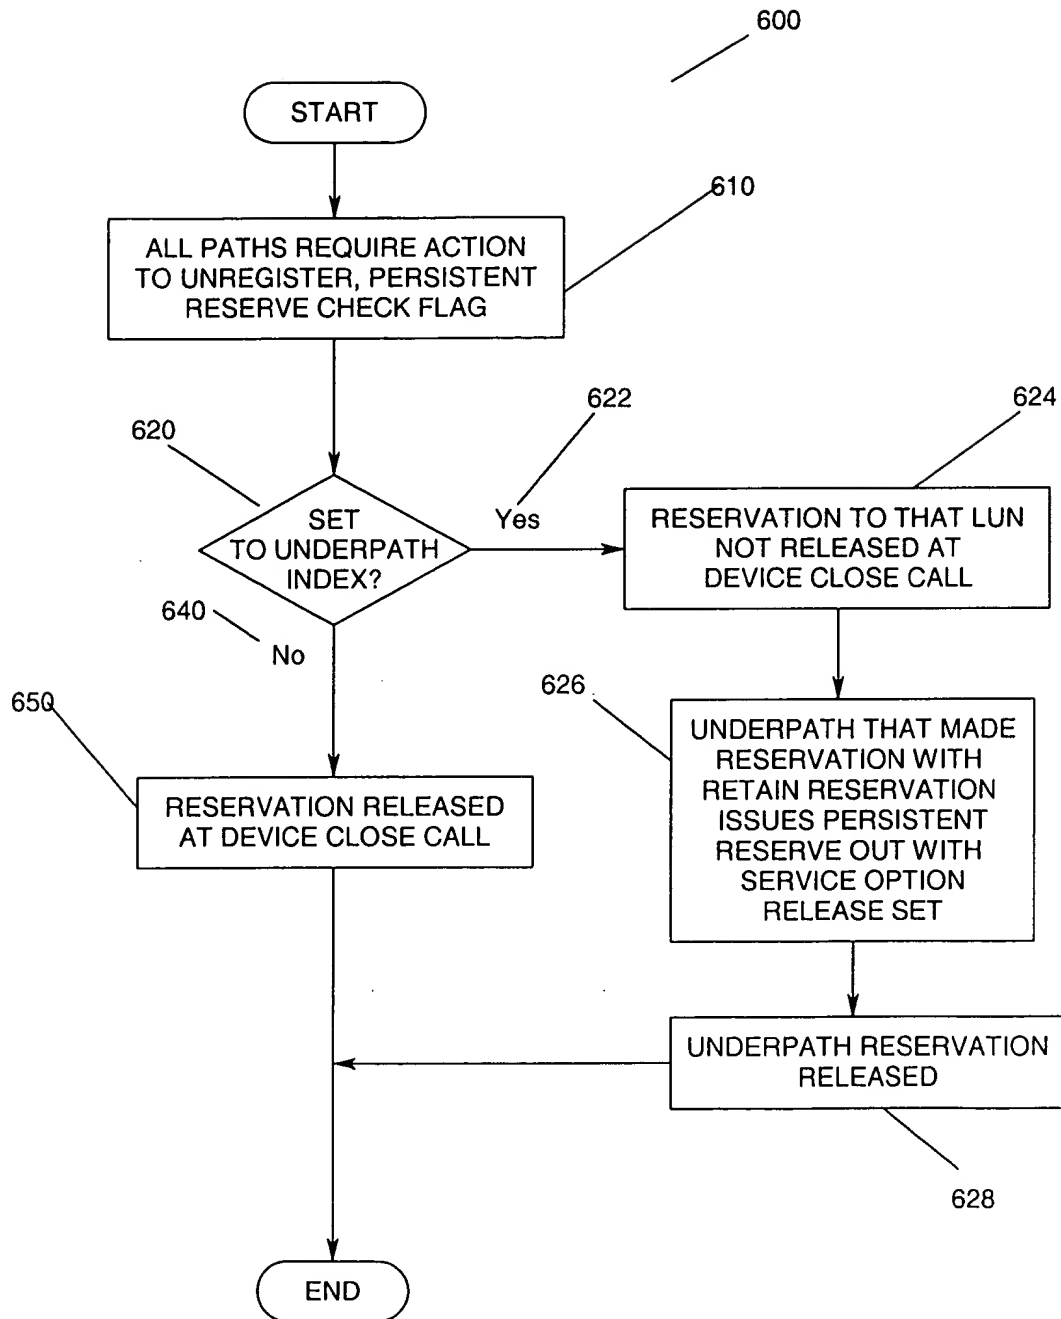 600
START
610
ALL PATHS REQUIRE ACTION
TO UNREGISTER, PERSISTENT
RESERVE CHECK FLAG
620
622
624
SET
TO UNDERPATH
INDEX?
Yes
RESERVATION TO THAT LUN
NOT RELEASED AT
DEVICE CLOSE CALL
640
No
650
626
RESERVATION RELEASED
AT DEVICE CLOSE CALL
UNDERPATH THAT MADE
RESERVATION WITH
RETAIN RESERVATION
ISSUES PERSISTENT
RESERVE OUT WITH
SERVICE OPTION
RELEASE SET
UNDERPATH RESERVATION
RELEASED
628
END